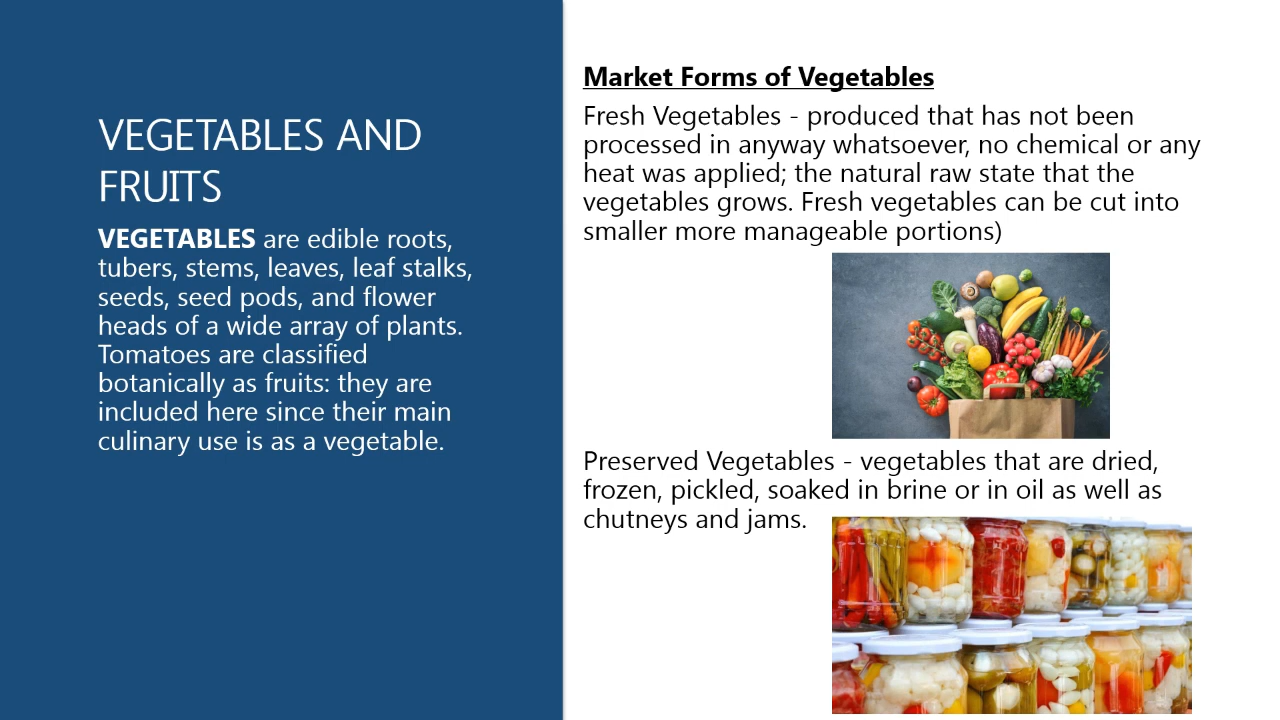 VEGETABLES AND
FRUITS
VEGETABLES are edible roots,
tubers, stems, leaves, leaf stalks,
seeds, seed pods, and flower
heads of a wide array of plants.
Tomatoes are classified
botanically as fruits: they are
included here since their main
culinary use is as a vegetable.
Market Forms of Vegetables
Fresh Vegetables - produced that has not been
processed in anyway whatsoever, no chemical or any
heat was applied; the natural raw state that the
vegetables grows. Fresh vegetables can be cut into
smaller more manageable portions)
Preserved Vegetables - vegetables that are dried,
frozen, pickled, soaked in brine or in oil as well as
chutneys and jams.